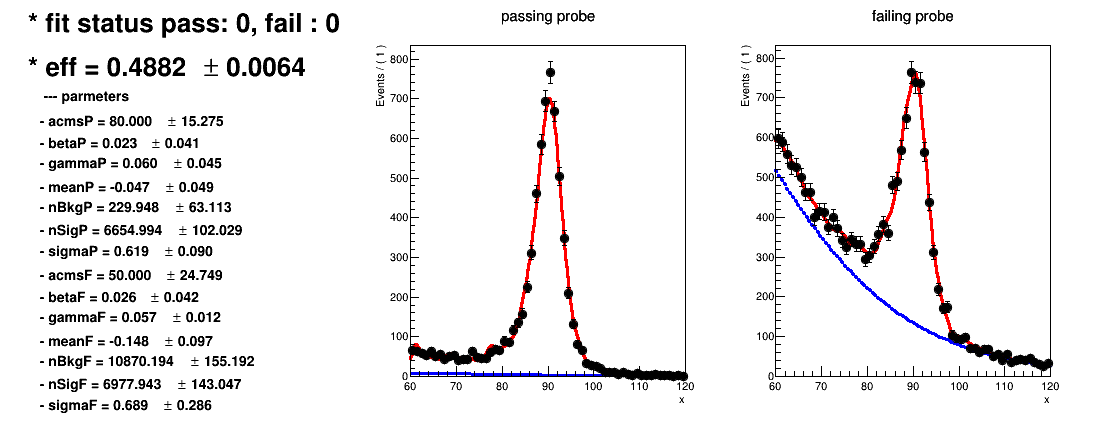 * fit status pass: 0, fail : 0
* eff = 0.4882 ± 0.0064
--- parmeters
- acmsP = 80.000 ± 15.275
- betaP = 0.023 ± 0.041
- gammaP = 0.060 ± 0.045
- meanP = -0.047 ± 0.049
- nBkgP = 229.948 ± 63.113
- nSigP = 6654.994 ± 102.029
- sigmaP = 0.619 ± 0.090
- acmsF = 50.000 ± 24.749
- betaF = 0.026 ± 0.042
- gammaF = 0.057 ± 0.012
- meanF = -0.148 ± 0.097
- nBkgF = 10870.194 ± 155.192
- nSigF = 6977.943 ± 143.047
- sigmaF = 0.689 ± 0.286
passing probe
Events / ( 1 )
800
700
600
500
400
300
200
100
0
60 70 80 90 100 110 120
x
failing probe
Events / ( 1 )
800
700
600
500
400
300
200
100
0
60 70 80 90 100 110 120
x